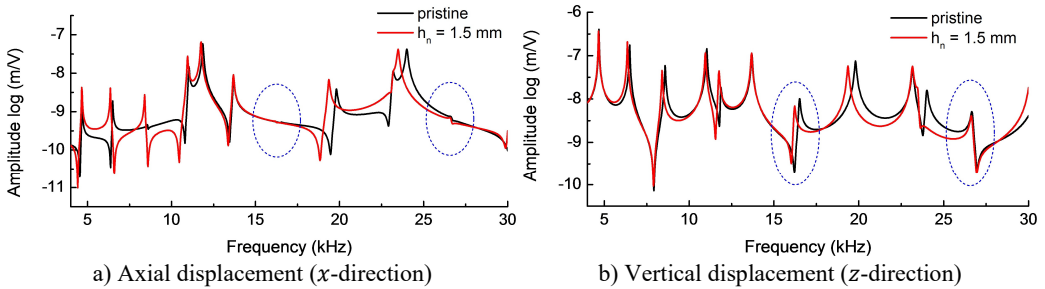 pristine
hₙ = 1.5 mm
Amplitude log (m/V)
-7
-8
-9
-10
-11
5
10
15
20
25
30
Frequency (kHz)
a) Axial displacement (x-direction)
pristine
hₙ = 1.5 mm
Amplitude log (m/V)
-6
-7
-8
-9
-10
5
10
15
20
25
30
Frequency (kHz)
b) Vertical displacement (z-direction)